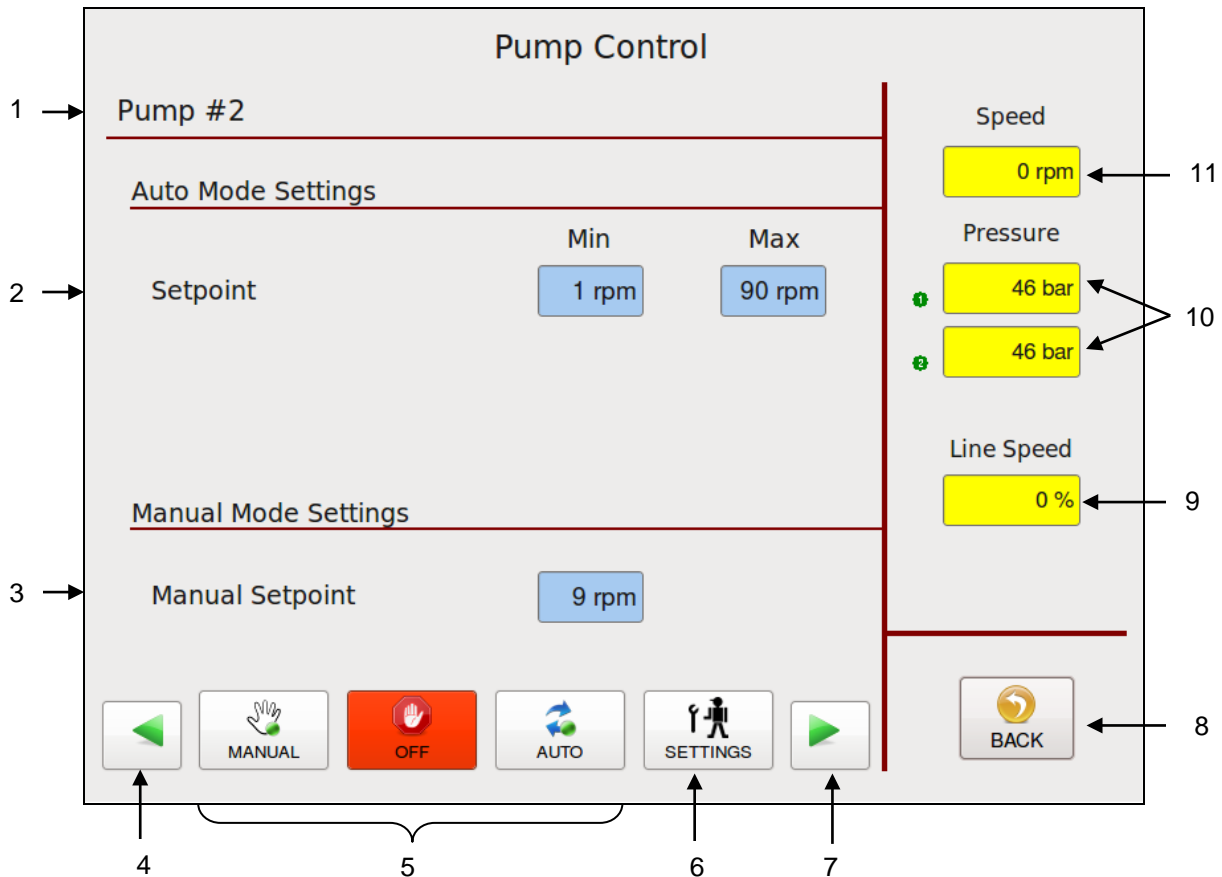 Pump Control
1
Pump #2
Speed
0 rpm
11
Auto Mode Settings
Min
Max
Pressure
2
Setpoint
1 rpm
90 rpm
1
46 bar
10
2
46 bar
Line Speed
0 %
9
Manual Mode Settings
3
Manual Setpoint
9 rpm
MANUAL
OFF
AUTO
SETTINGS
BACK
8
4
5
6
7